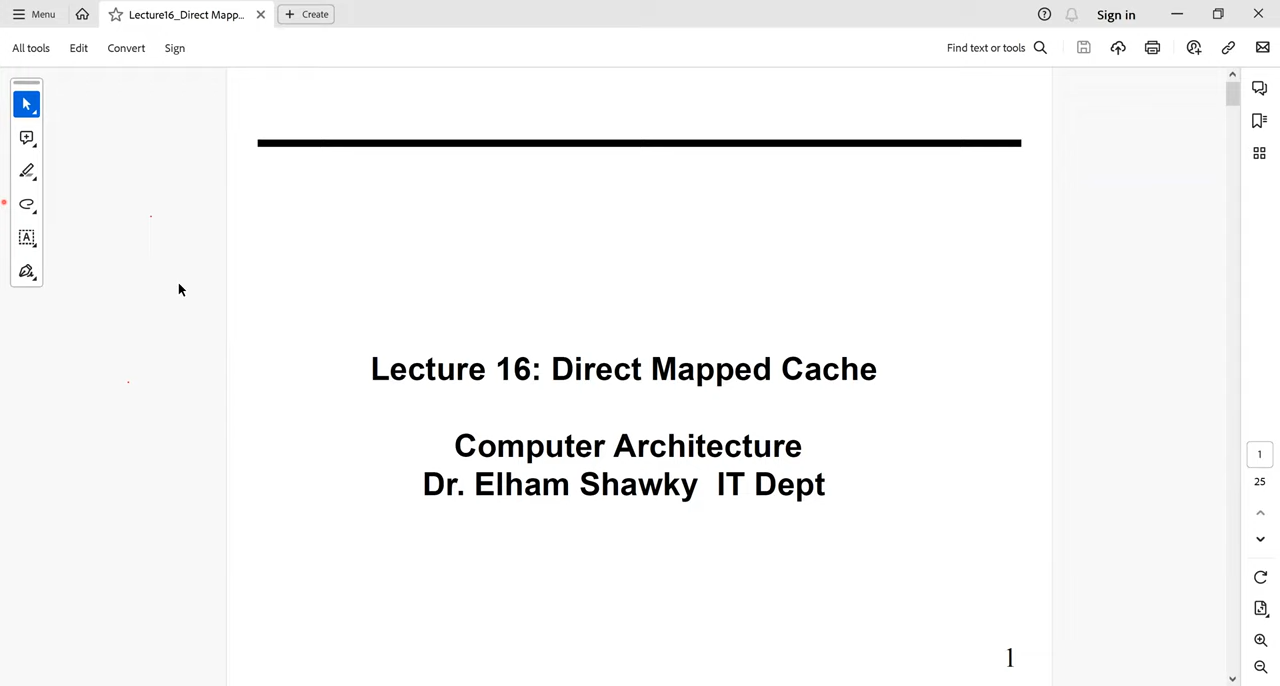 Menu
Lecture16_Direct Mapp...
Create
Sign in
All tools
Edit
Convert
Sign
Find text or tools
Lecture 16: Direct Mapped Cache
Computer Architecture
Dr. Elham Shawky IT Dept
1
1
25